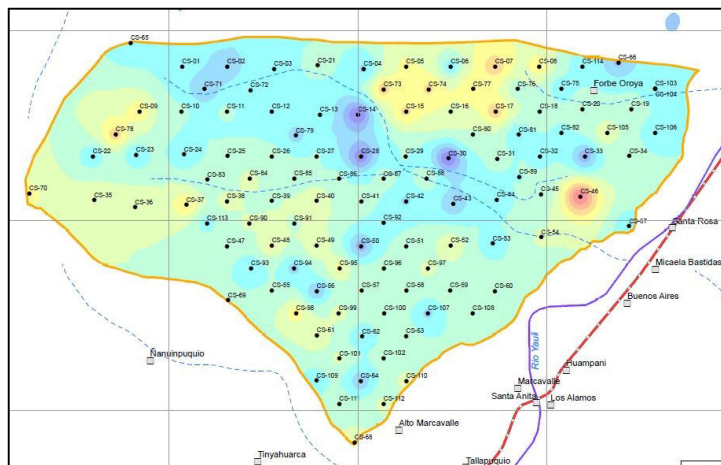 CS-65
CS-01
CS-02
CS-03
CS-21
CS-04
CS-05
CS-06
CS-07
CS-08
CS-114
CS-66
CS-71
CS-72
CS-73
CS-74
CS-77
CS-76
CS-75
Forbe Oroya
CS-103
CS-104
CS-09
CS-10
CS-11
CS-12
CS-13
CS-14
CS-15
CS-16
CS-17
CS-18
CS-20
CS-19
CS-78
CS-79
CS-80
CS-81
CS-82
CS-105
CS-106
CS-22
CS-23
CS-24
CS-25
CS-26
CS-27
CS-28
CS-29
CS-30
CS-31
CS-32
CS-33
CS-34
CS-83
CS-84
CS-85
CS-86
CS-87
CS-88
CS-89
CS-70
CS-35
CS-36
CS-37
CS-38
CS-39
CS-40
CS-41
CS-42
CS-43
CS-44
CS-45
CS-46
CS-113
CS-90
CS-91
CS-92
CS-67
Santa Rosa
CS-47
CS-48
CS-49
CS-50
CS-51
CS-52
CS-53
CS-54
CS-93
CS-94
CS-95
CS-96
CS-97
Micaela Bastidas
CS-69
CS-55
CS-56
CS-57
CS-58
CS-59
CS-60
Buenos Aires
CS-98
CS-99
CS-100
CS-107
CS-108
CS-61
CS-62
CS-63
Rio Yauli
Ñanuinpuquio
CS-101
CS-102
Huampani
CS-109
CS-64
CS-110
Marcavalle
CS-111
CS-112
Santa Anita
Los Alamos
CS-68
Alto Marcavalle
Tinyahuarca
Tallapuquio